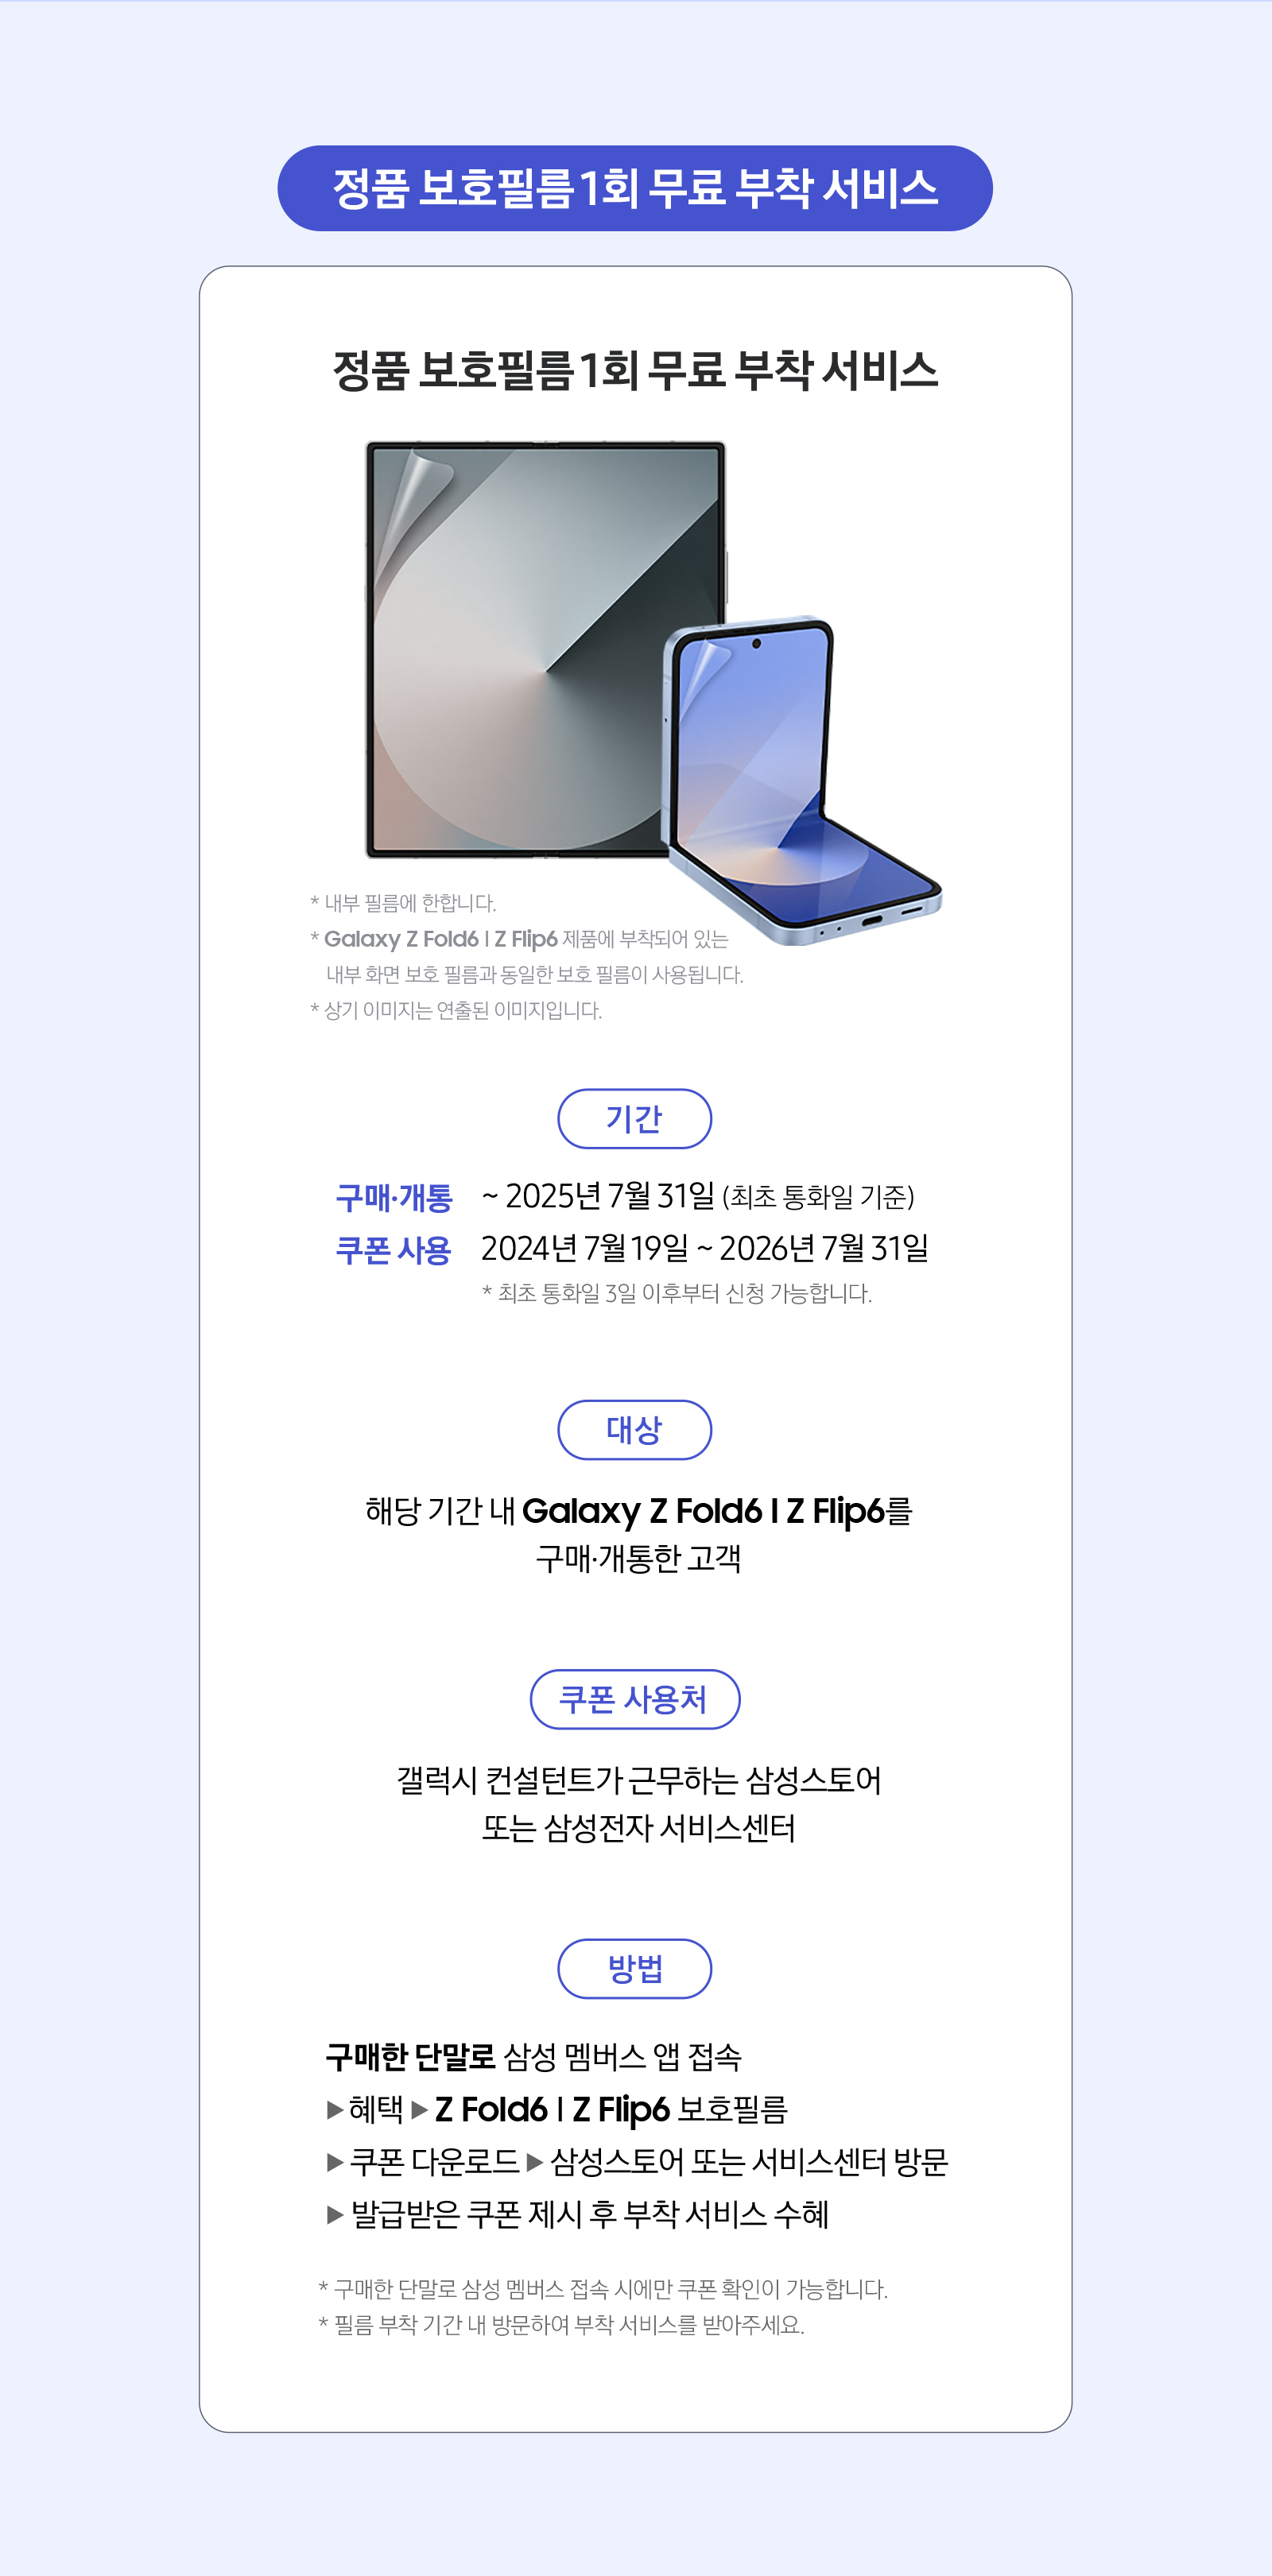 정품 보호필름 1회 무료 부착 서비스
정품 보호필름 1회 무료 부착 서비스
* 내부 필름에 한합니다.
* Galaxy Z Fold6 l Z Flip6 제품에 부착되어 있는
내부 화면 보호 필름과 동일한 보호 필름이 사용됩니다.
* 상기 이미지는 연출된 이미지입니다.
기간
구매·개통 ~ 2025년 7월 31일 (최초 통화일 기준)
쿠폰 사용 2024년 7월 19일 ~ 2026년 7월 31일
* 최초 통화일 3일 이후부터 신청 가능합니다.
대상
해당 기간 내 Galaxy Z Fold6 l Z Flip6를
구매·개통한 고객
쿠폰 사용처
갤럭시 컨설턴트가 근무하는 삼성스토어
또는 삼성전자 서비스센터
방법
구매한 단말로 삼성 멤버스 앱 접속
▶ 혜택 ▶ Z Fold6 l Z Flip6 보호필름
▶ 쿠폰 다운로드 ▶ 삼성스토어 또는 서비스센터 방문
▶ 발급받은 쿠폰 제시 후 부착 서비스 수혜
* 구매한 단말로 삼성 멤버스 접속 시에만 쿠폰 확인이 가능합니다.
* 필름 부착 기간 내 방문하여 부착 서비스를 받아주세요.